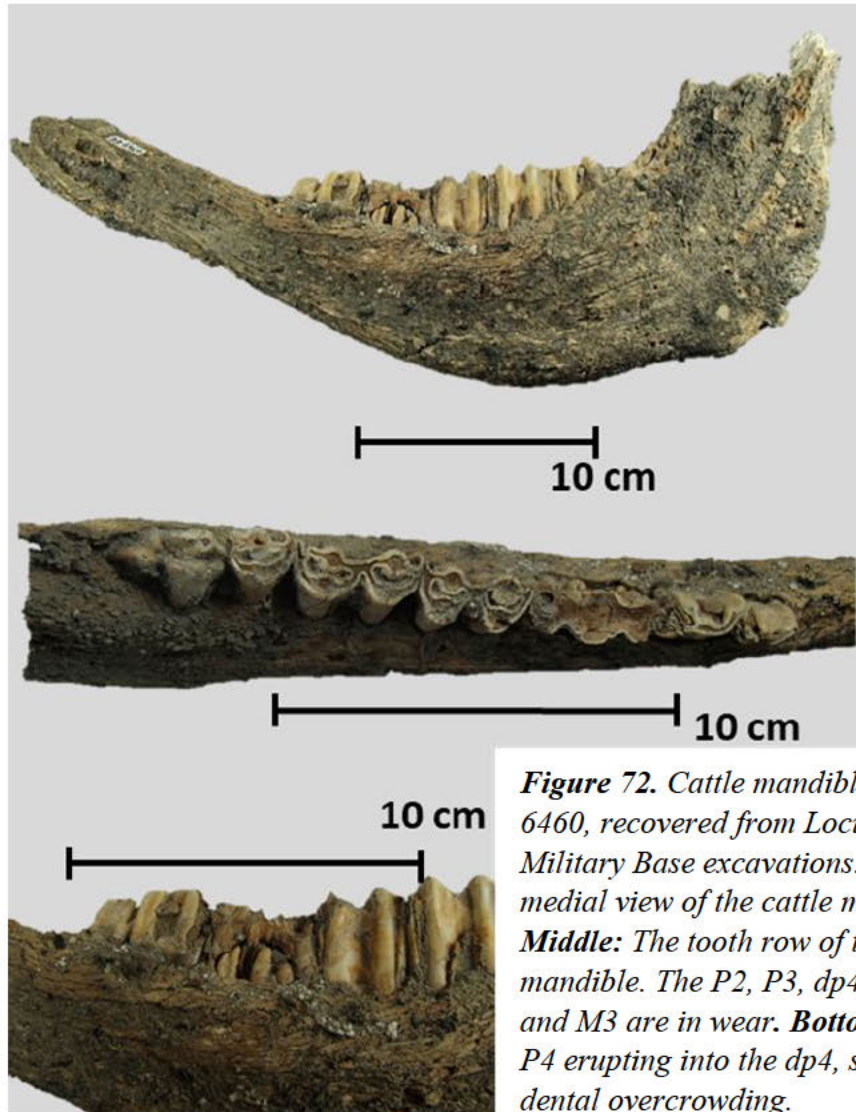 10 cm
10 cm
10 cm
Figure 72. Cattle mandibl
6460, recovered from Loci
Military Base excavations.
medial view of the cattle m
Middle: The tooth row of t
mandible. The P2, P3, dp4
and M3 are in wear. Botto
P4 erupting into the dp4, s
dental overcrowding.